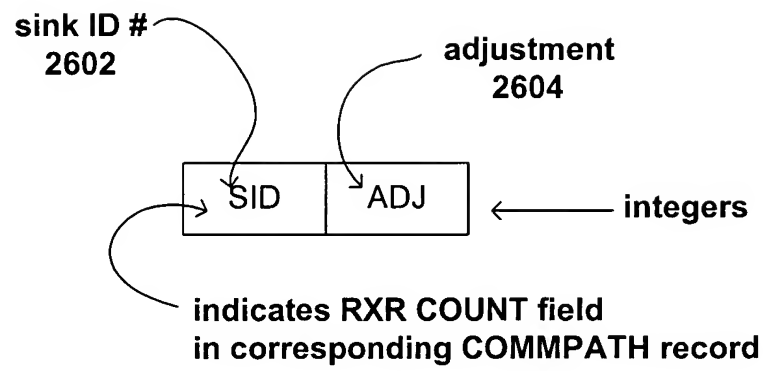 sink ID #
2602
adjustment
2604
SID
ADJ
integers
indicates RXR COUNT field
in corresponding COMMPATH record